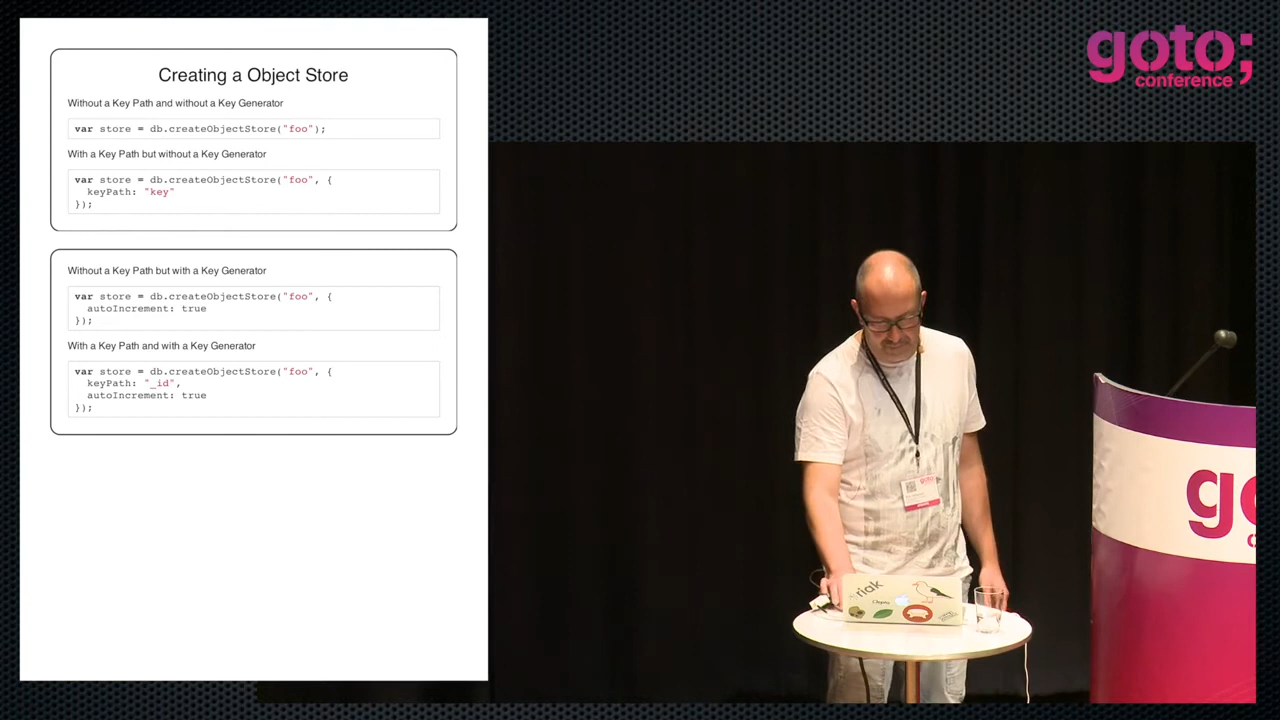 Creating a Object Store
Without a Key Path and without a Key Generator
var store = db.createObjectStore("foo");
With a Key Path but without a Key Generator
var store = db.createObjectStore("foo", {
keyPath: "key"
});
Without a Key Path but with a Key Generator
var store = db.createObjectStore("foo", {
autoIncrement: true
});
With a Key Path and with a Key Generator
var store = db.createObjectStore("foo", {
keyPath: "_id",
autoIncrement: true
});
goto;
conference
riak
go
c